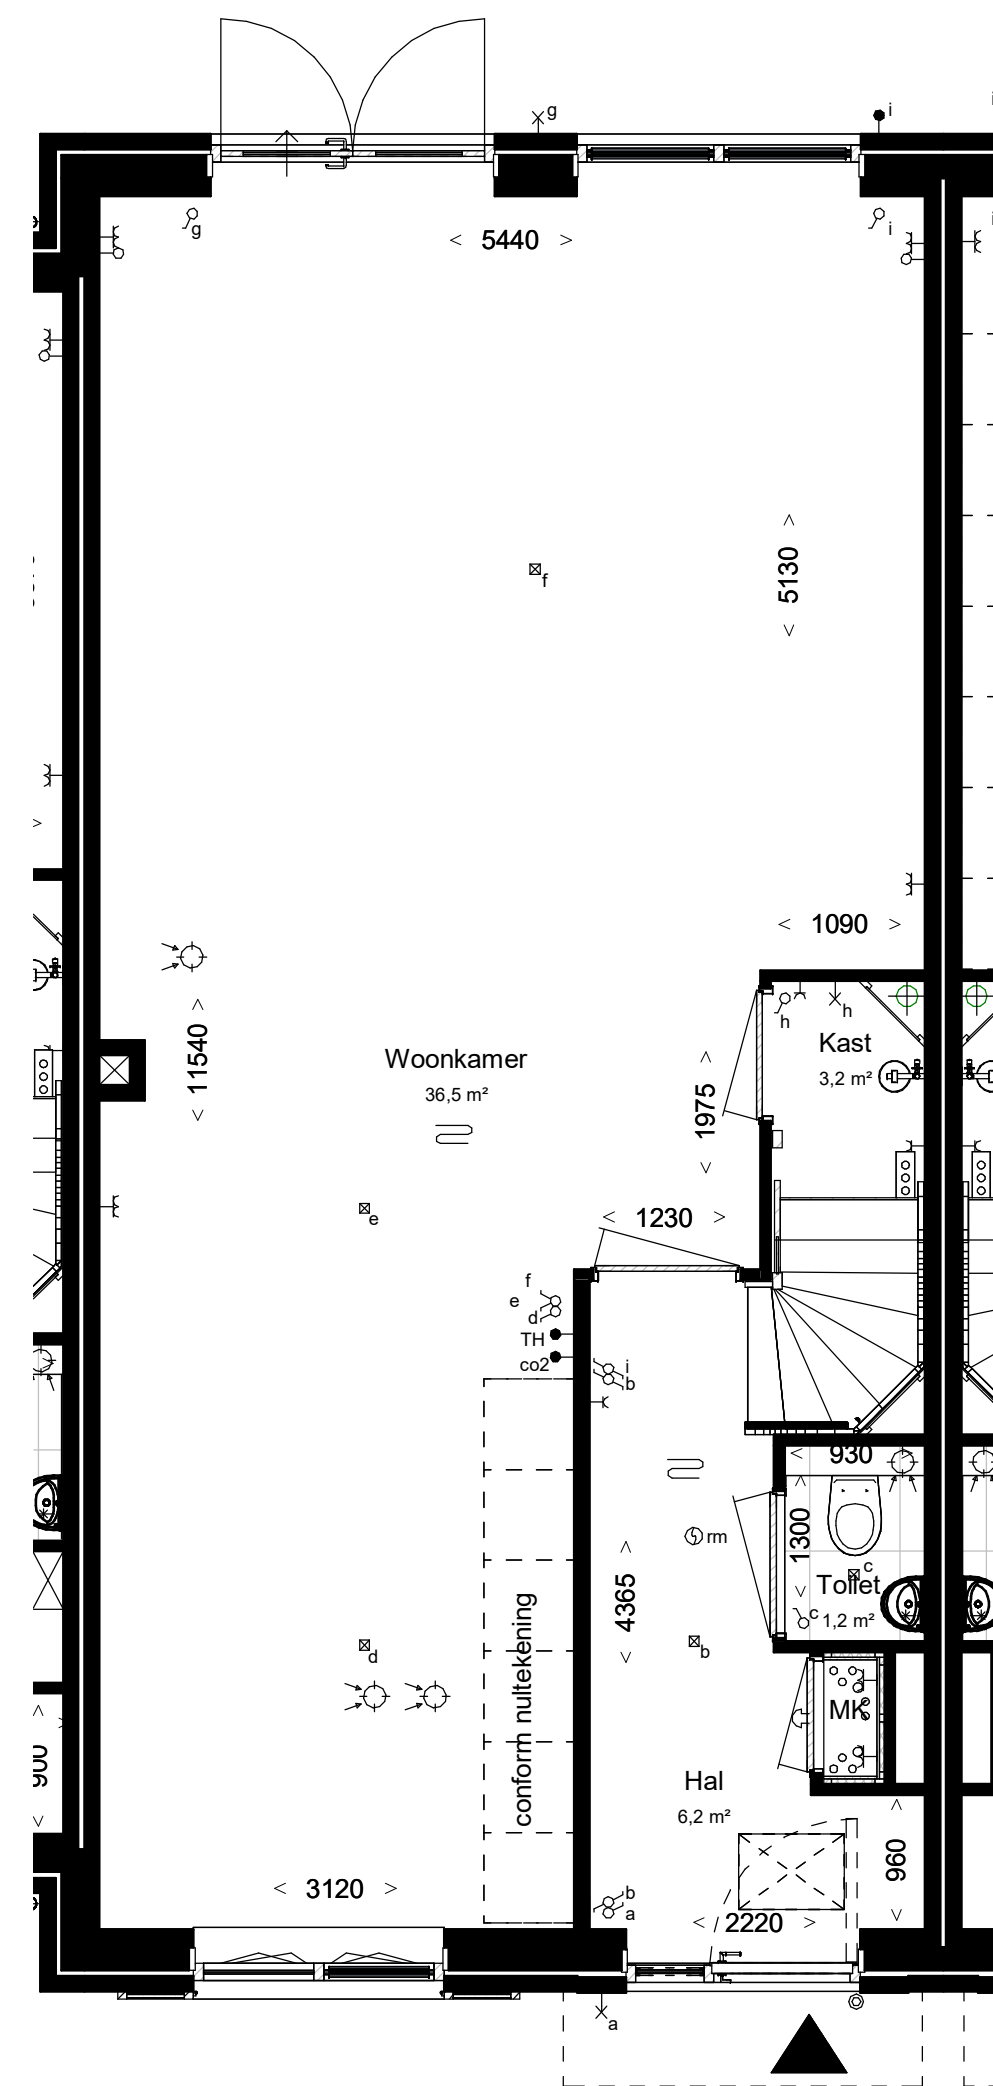 g
i
g
< 5440 >
i
f
< 5130 >
< 1090 >
< 11540 >
Woonkamer
36,5 m²
h
h
Kast
3,2 m²
< 1975 >
e
< 1230 >
f
e
d
TH
co2
i
b
< 930 >
rm
< 1300 >
c
Toilet
c 1,2 m²
< 4365 >
b
d
conform nultekening
MK
Hal
6,2 m²
900
< 960 >
< 3120 >
b
a
< 2220 >
a